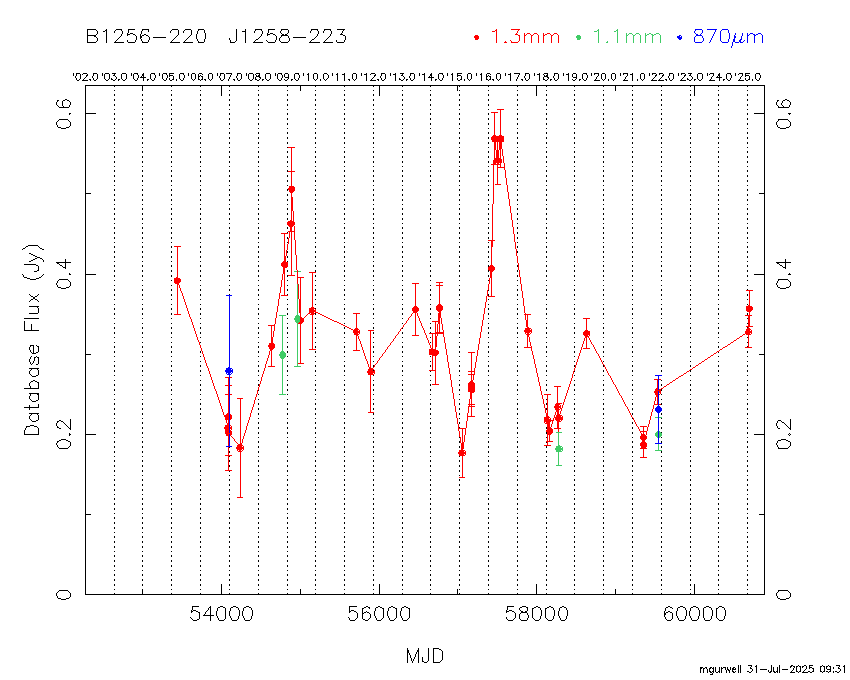 B1256-220 J1258-223 1.3mm 1.1mm 870μm
'02.0 '03.0 '04.0 '05.0 '06.0 '07.0 '08.0 '09.0 '10.0 '11.0 '12.0 '13.0 '14.0 '15.0 '16.0 '17.0 '18.0 '19.0 '20.0 '21.0 '22.0 '23.0 '24.0 '25.0
0.6 0.6
0.4 0.4
Database Flux (Jy)
0.2 0.2
0 0
54000 56000 58000 60000
MJD
mgurwell 31-Jul-2025 09:31